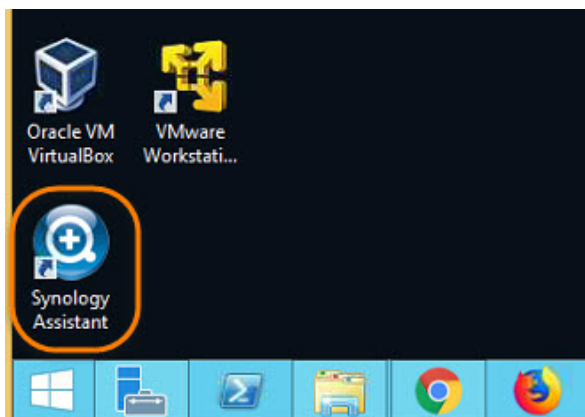 Oracle VM
VirtualBox
VMware
Workstati...
Synology
Assistant